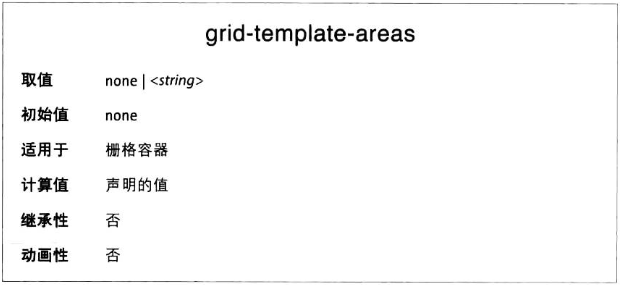 grid-template-areas
取值 none | <string>
初始值 none
适用于 栅格容器
计算值 声明的值
继承性 否
动画性 否